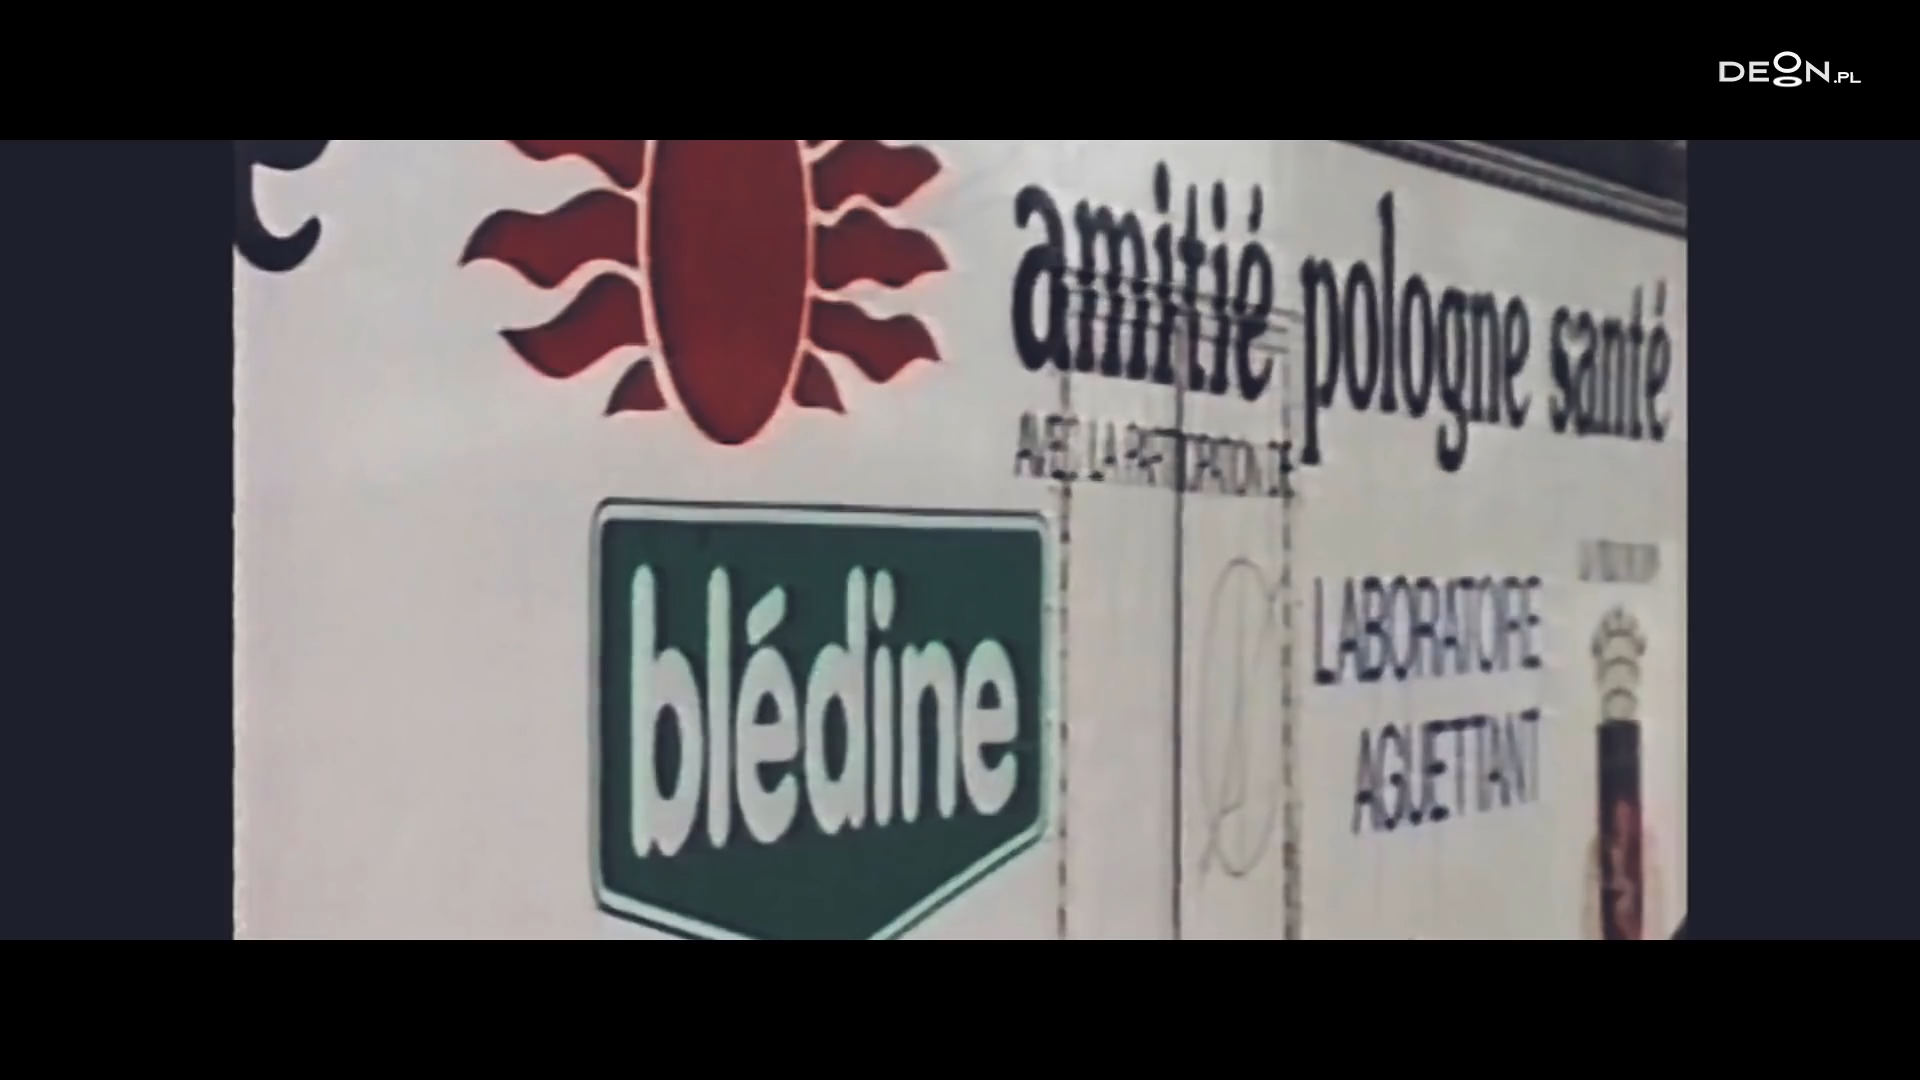 DEON.PL
amitié pologne santé
AVEC LA PARTICIPATION DE
blédine
LABORATOIRE
AGUETTANT